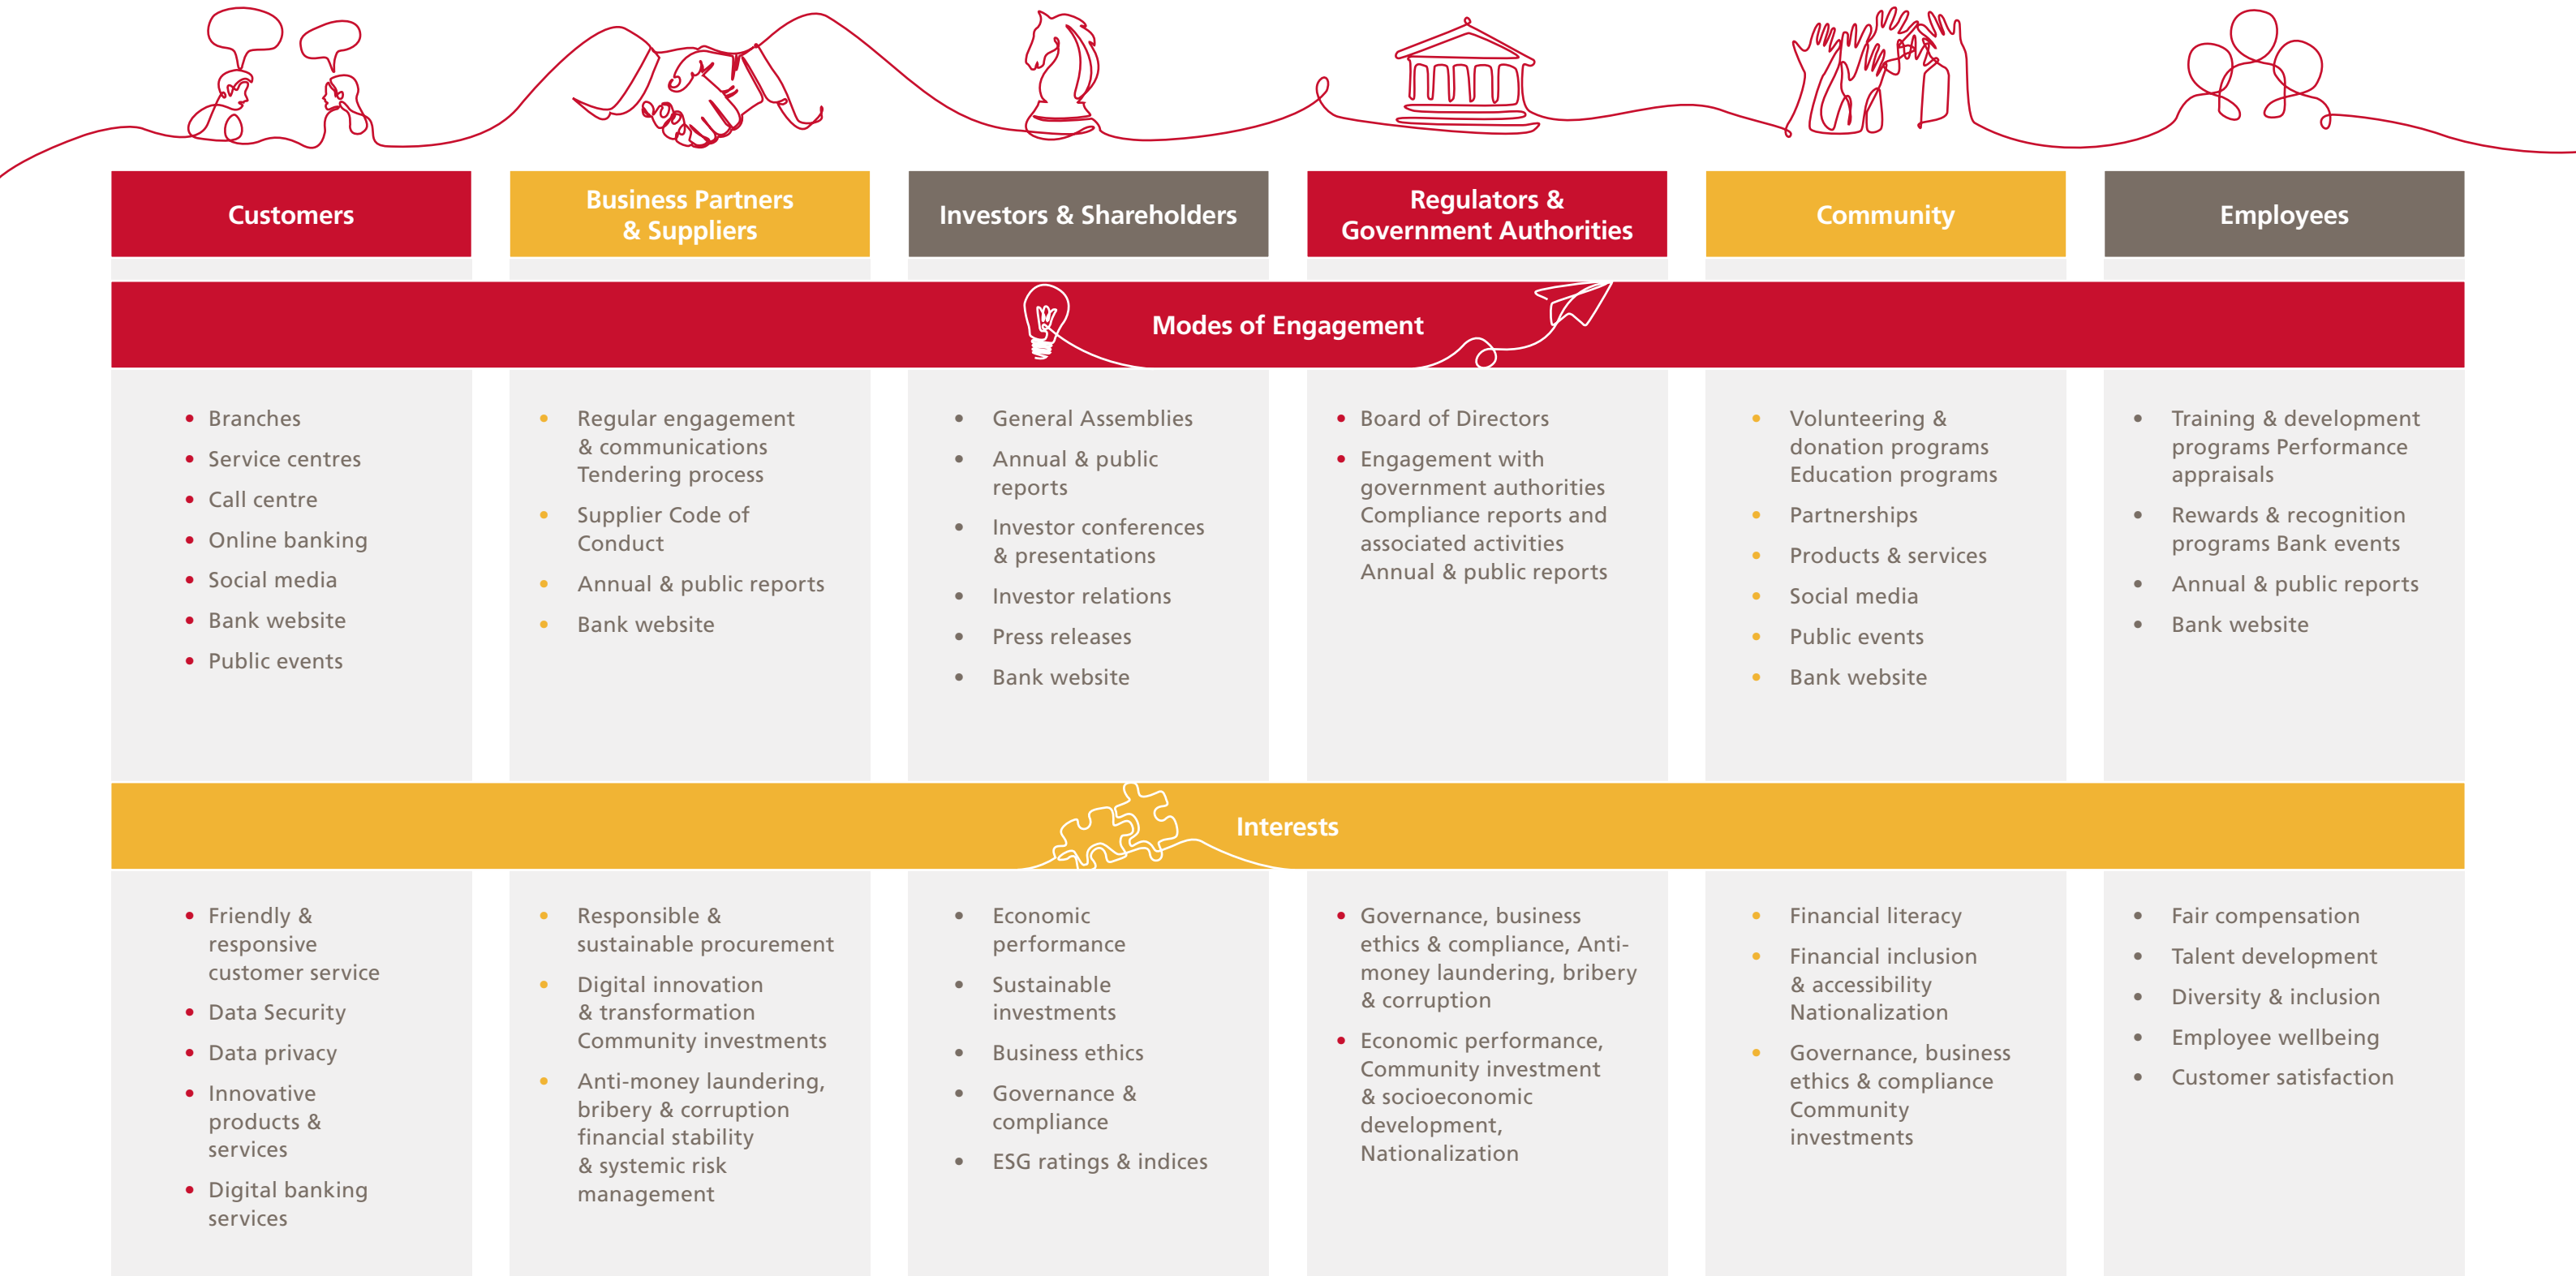 Customers
Business Partners
& Suppliers
Investors & Shareholders
Regulators &
Government Authorities
Community
Employees
Modes of Engagement
• Branches
• Service centres
• Call centre
• Online banking
• Social media
• Bank website
• Public events
• Regular engagement
& communications
Tendering process
• Supplier Code of
Conduct
• Annual & public reports
• Bank website
• General Assemblies
• Annual & public
reports
• Investor conferences
& presentations
• Investor relations
• Press releases
• Bank website
• Board of Directors
• Engagement with
government authorities
Compliance reports and
associated activities
Annual & public reports
• Volunteering &
donation programs
Education programs
• Partnerships
• Products & services
• Social media
• Public events
• Bank website
• Training & development
programs Performance
appraisals
• Rewards & recognition
programs Bank events
• Annual & public reports
• Bank website
Interests
• Friendly &
responsive
customer service
• Data Security
• Data privacy
• Innovative
products &
services
• Digital banking
services
• Responsible &
sustainable procurement
• Digital innovation
& transformation
Community investments
• Anti-money laundering,
bribery & corruption
financial stability
& systemic risk
management
• Economic
performance
• Sustainable
investments
• Business ethics
• Governance &
compliance
• ESG ratings & indices
• Governance, business
ethics & compliance, Anti-
money laundering, bribery
& corruption
• Economic performance,
Community investment
& socioeconomic
development,
Nationalization
• Financial literacy
• Financial inclusion
& accessibility
Nationalization
• Governance, business
ethics & compliance
Community
investments
• Fair compensation
• Talent development
• Diversity & inclusion
• Employee wellbeing
• Customer satisfaction